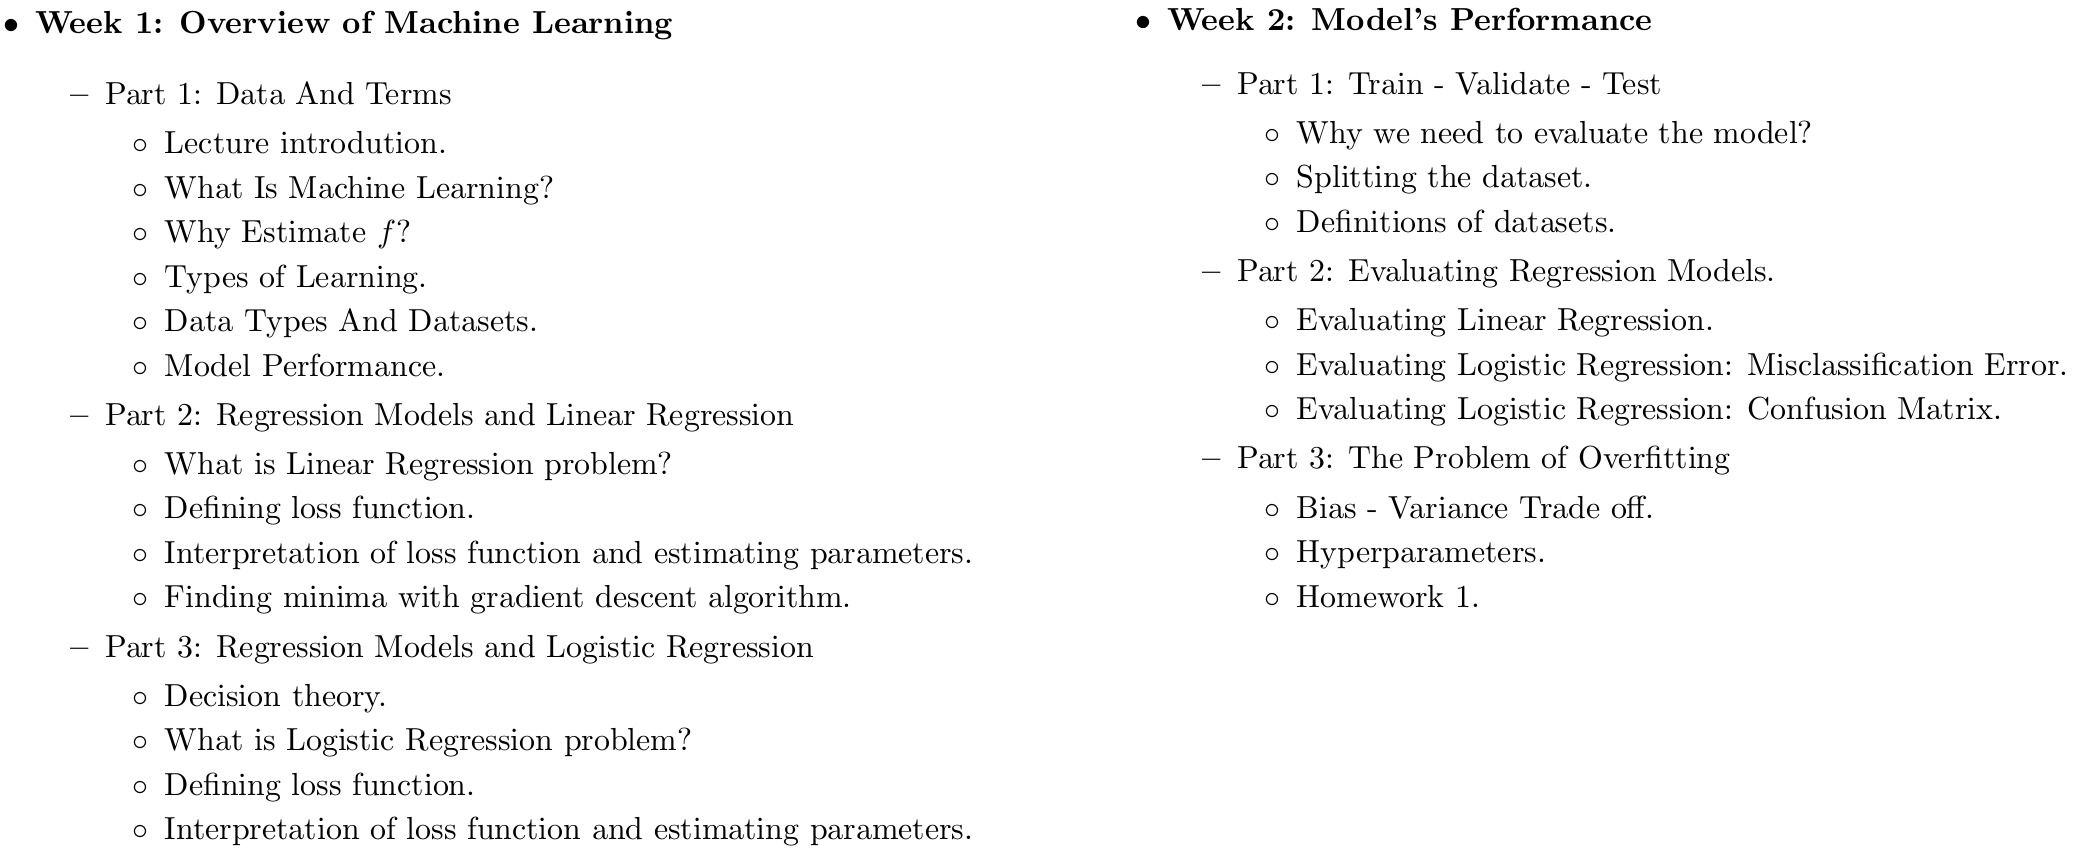 • Week 1: Overview of Machine Learning
– Part 1: Data And Terms
◦ Lecture introdution.
◦ What Is Machine Learning?
◦ Why Estimate f?
◦ Types of Learning.
◦ Data Types And Datasets.
◦ Model Performance.
– Part 2: Regression Models and Linear Regression
◦ What is Linear Regression problem?
◦ Defining loss function.
◦ Interpretation of loss function and estimating parameters.
◦ Finding minima with gradient descent algorithm.
– Part 3: Regression Models and Logistic Regression
◦ Decision theory.
◦ What is Logistic Regression problem?
◦ Defining loss function.
◦ Interpretation of loss function and estimating parameters.
• Week 2: Model's Performance
– Part 1: Train - Validate - Test
◦ Why we need to evaluate the model?
◦ Splitting the dataset.
◦ Definitions of datasets.
– Part 2: Evaluating Regression Models.
◦ Evaluating Linear Regression.
◦ Evaluating Logistic Regression: Misclassification Error.
◦ Evaluating Logistic Regression: Confusion Matrix.
– Part 3: The Problem of Overfitting
◦ Bias - Variance Trade off.
◦ Hyperparameters.
◦ Homework 1.